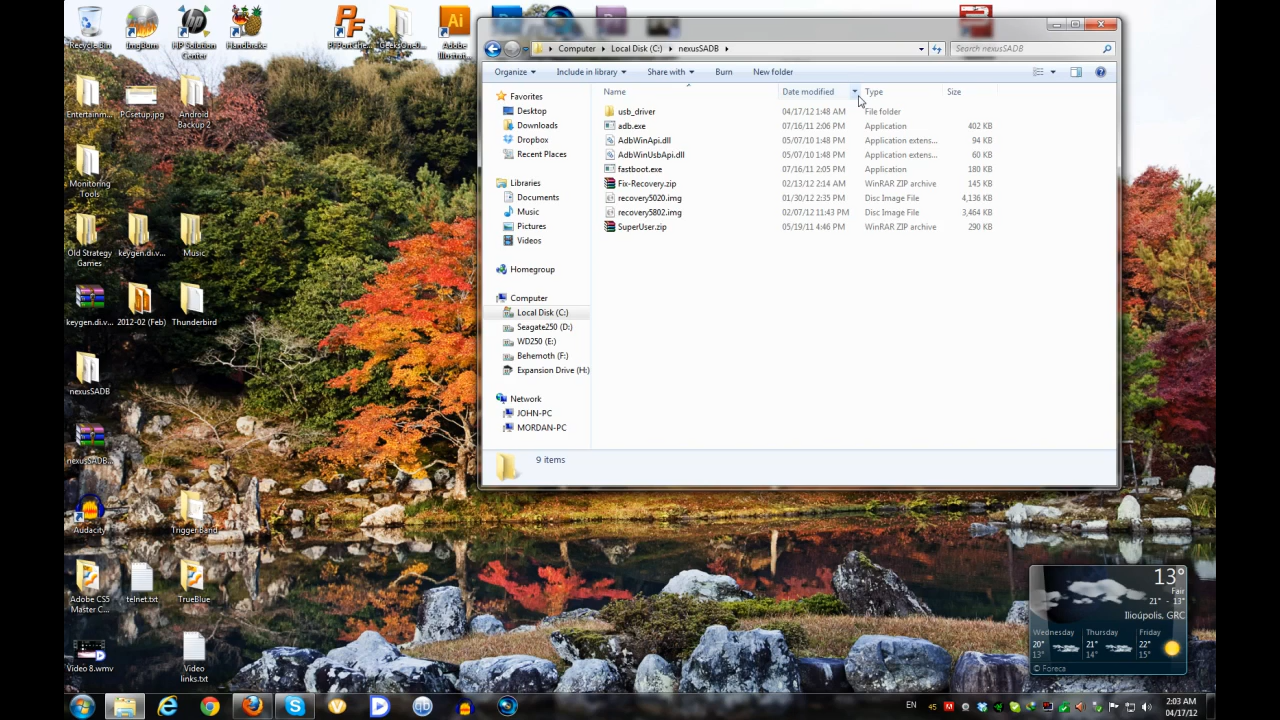 Recycle Bin
ImgBurn
HP Solution Center
Handbrake
Adobe Illustrat...
Entertainm...
PCsetup.jpg
Android Backup 2
Monitoring Tools
Old Strategy Games
keygen.di.v...
Music
keygen.di.v...
2012-02 (Feb)
Thunderbird
nexusSADB
nexusSADB...
Audacity
Triggerband
Adobe CS5 Master C...
telnet.txt
TrueBlue
Video 8.wmv
Video links.txt
Computer Local Disk (C:) nexusSADB
Search nexusSADB
Organize Include in library Share with Burn New folder
Name Date modified Type Size
Favorites
Desktop
Downloads
Dropbox
Recent Places
Libraries
Documents
Music
Pictures
Videos
Homegroup
Computer
Local Disk (C:)
Seagate250 (D:)
WD250 (E:)
Behemoth (F:)
Expansion Drive (H:)
Network
JOHN-PC
MORDAN-PC
usb_driver 04/17/12 1:48 AM File folder
adb.exe 07/16/11 2:06 PM Application 402 KB
AdbWinApi.dll 05/07/10 1:48 PM Application extens... 94 KB
AdbWinUsbApi.dll 05/07/10 1:48 PM Application extens... 60 KB
fastboot.exe 07/16/11 2:05 PM Application 180 KB
Fix-Recovery.zip 02/13/12 2:14 AM WinRAR ZIP archive 145 KB
recovery5020.img 01/30/12 2:35 PM Disc Image File 4,136 KB
recovery5802.img 02/07/12 11:43 PM Disc Image File 3,464 KB
SuperUser.zip 05/19/11 4:46 PM WinRAR ZIP archive 290 KB
9 items
13°
Fair
21° - 13°
Ilioúpolis, GRC
Wednesday Thursday Friday
20° 21° 22°
13° 14° 15°
© Foreca
EN 45
2:03 AM
04/17/12